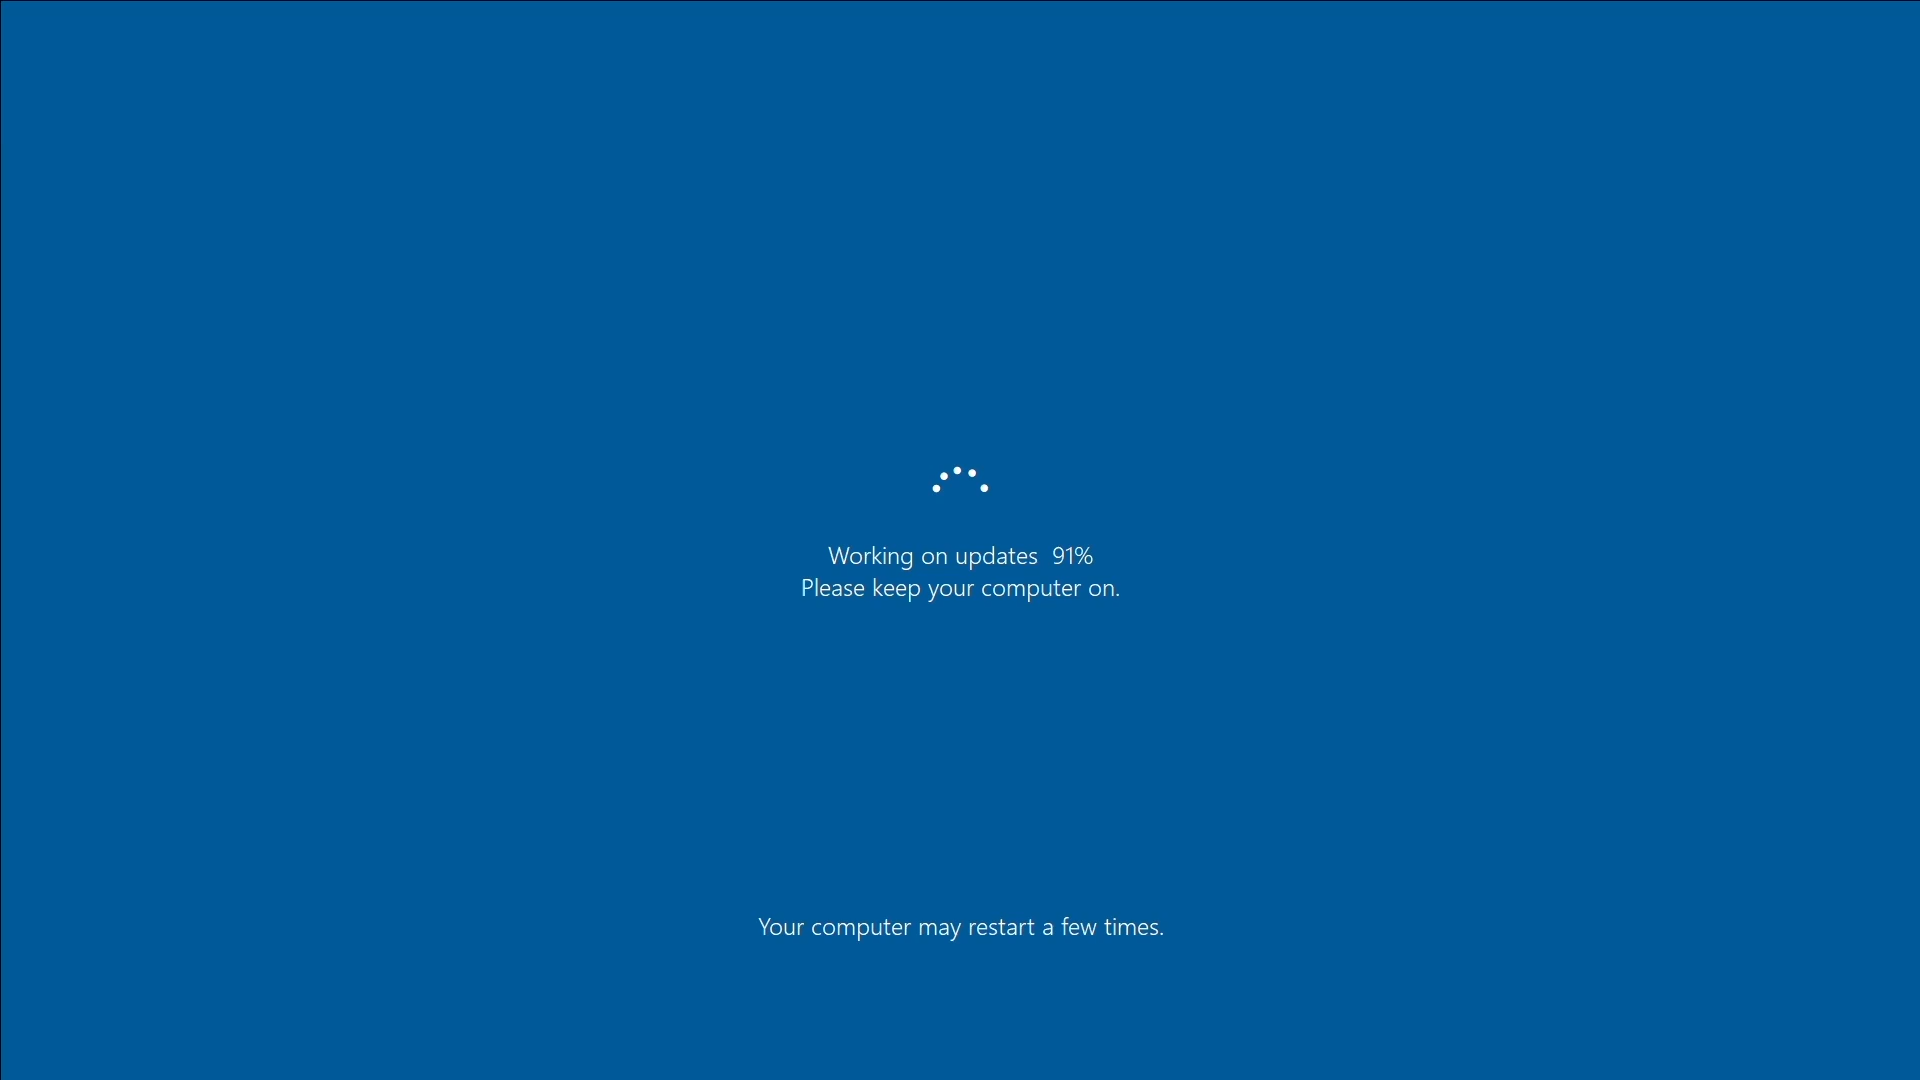 Working on updates  91%
Please keep your computer on.
Your computer may restart a few times.